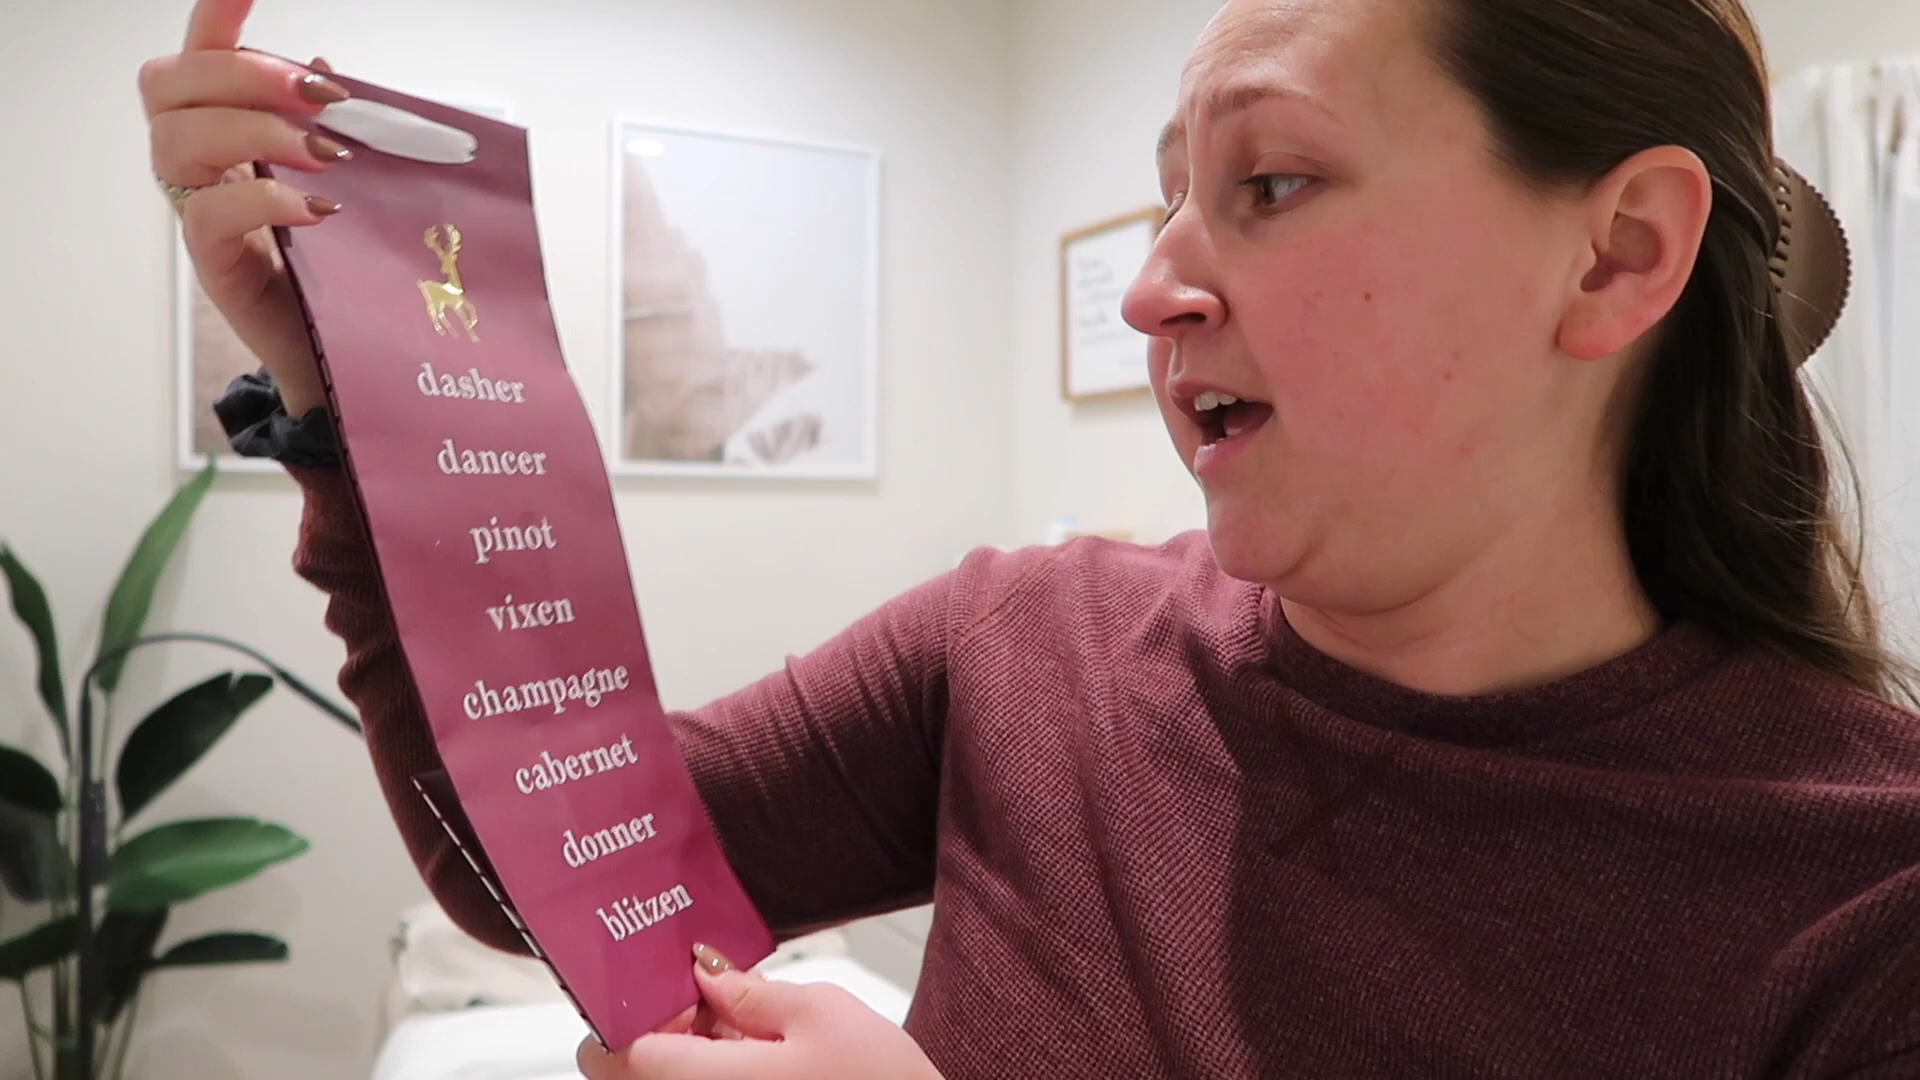 dasher
dancer
pinot
vixen
champagne
cabernet
donner
blitzen